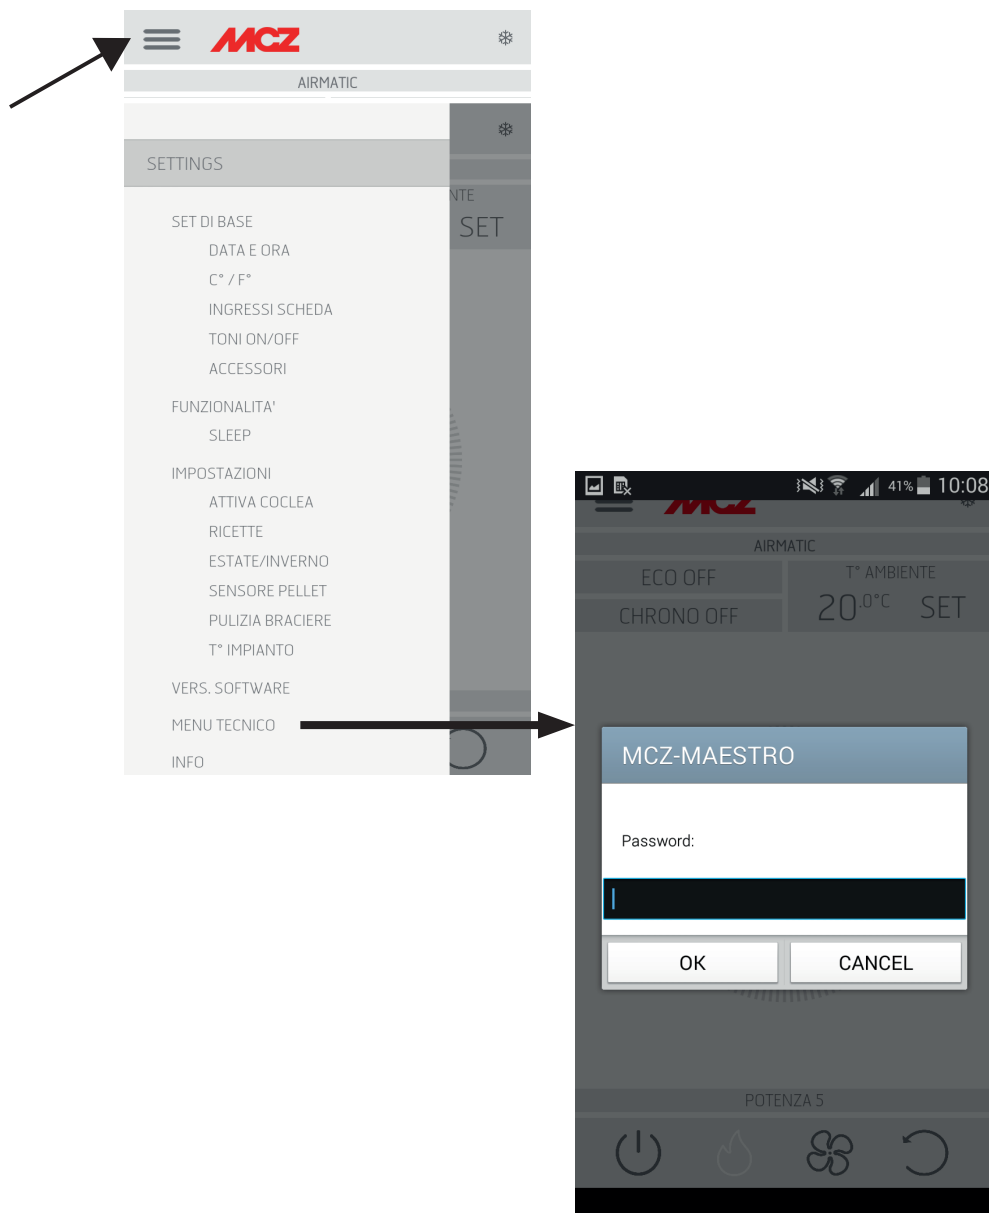 MCZ
AIRMATIC
NTE
SET
SETTINGS
SET DI BASE
DATA E ORA
C° / F°
INGRESSI SCHEDA
TONI ON/OFF
ACCESSORI
FUNZIONALITA'
SLEEP
IMPOSTAZIONI
ATTIVA COCLEA
RICETTE
ESTATE/INVERNO
SENSORE PELLET
PULIZIA BRACIERE
T° IMPIANTO
VERS. SOFTWARE
MENU TECNICO
INFO
41% 10:08
MCZ
AIRMATIC
ECO OFF
T° AMBIENTE
CHRONO OFF
20.0°C SET
MCZ-MAESTRO
Password:
OK CANCEL
POTENZA 5